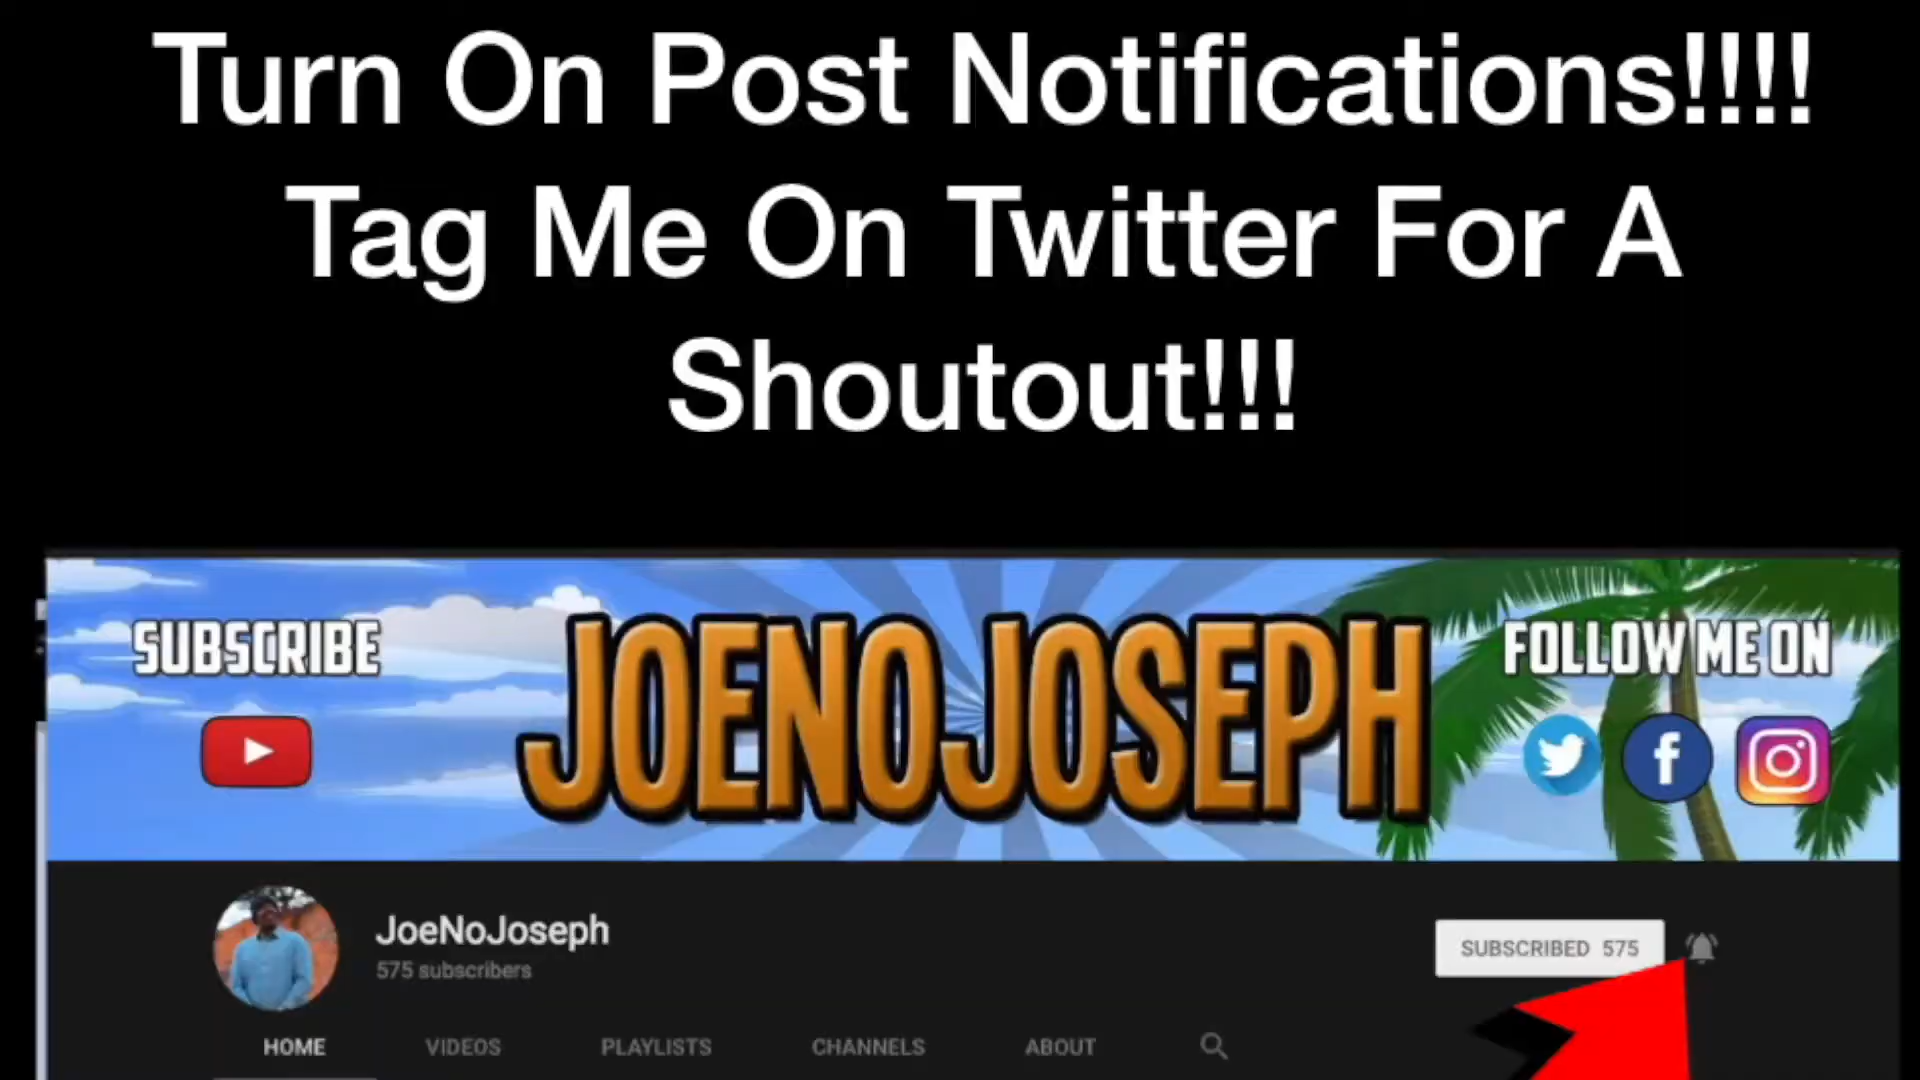 Turn On Post Notifications!!!!
Tag Me On Twitter For A
Shoutout!!!
SUBSCRIBE
JOENOJOSEPH
FOLLOW ME ON
JoeNoJoseph
575 subscribers
SUBSCRIBED 575
HOME VIDEOS PLAYLISTS CHANNELS ABOUT